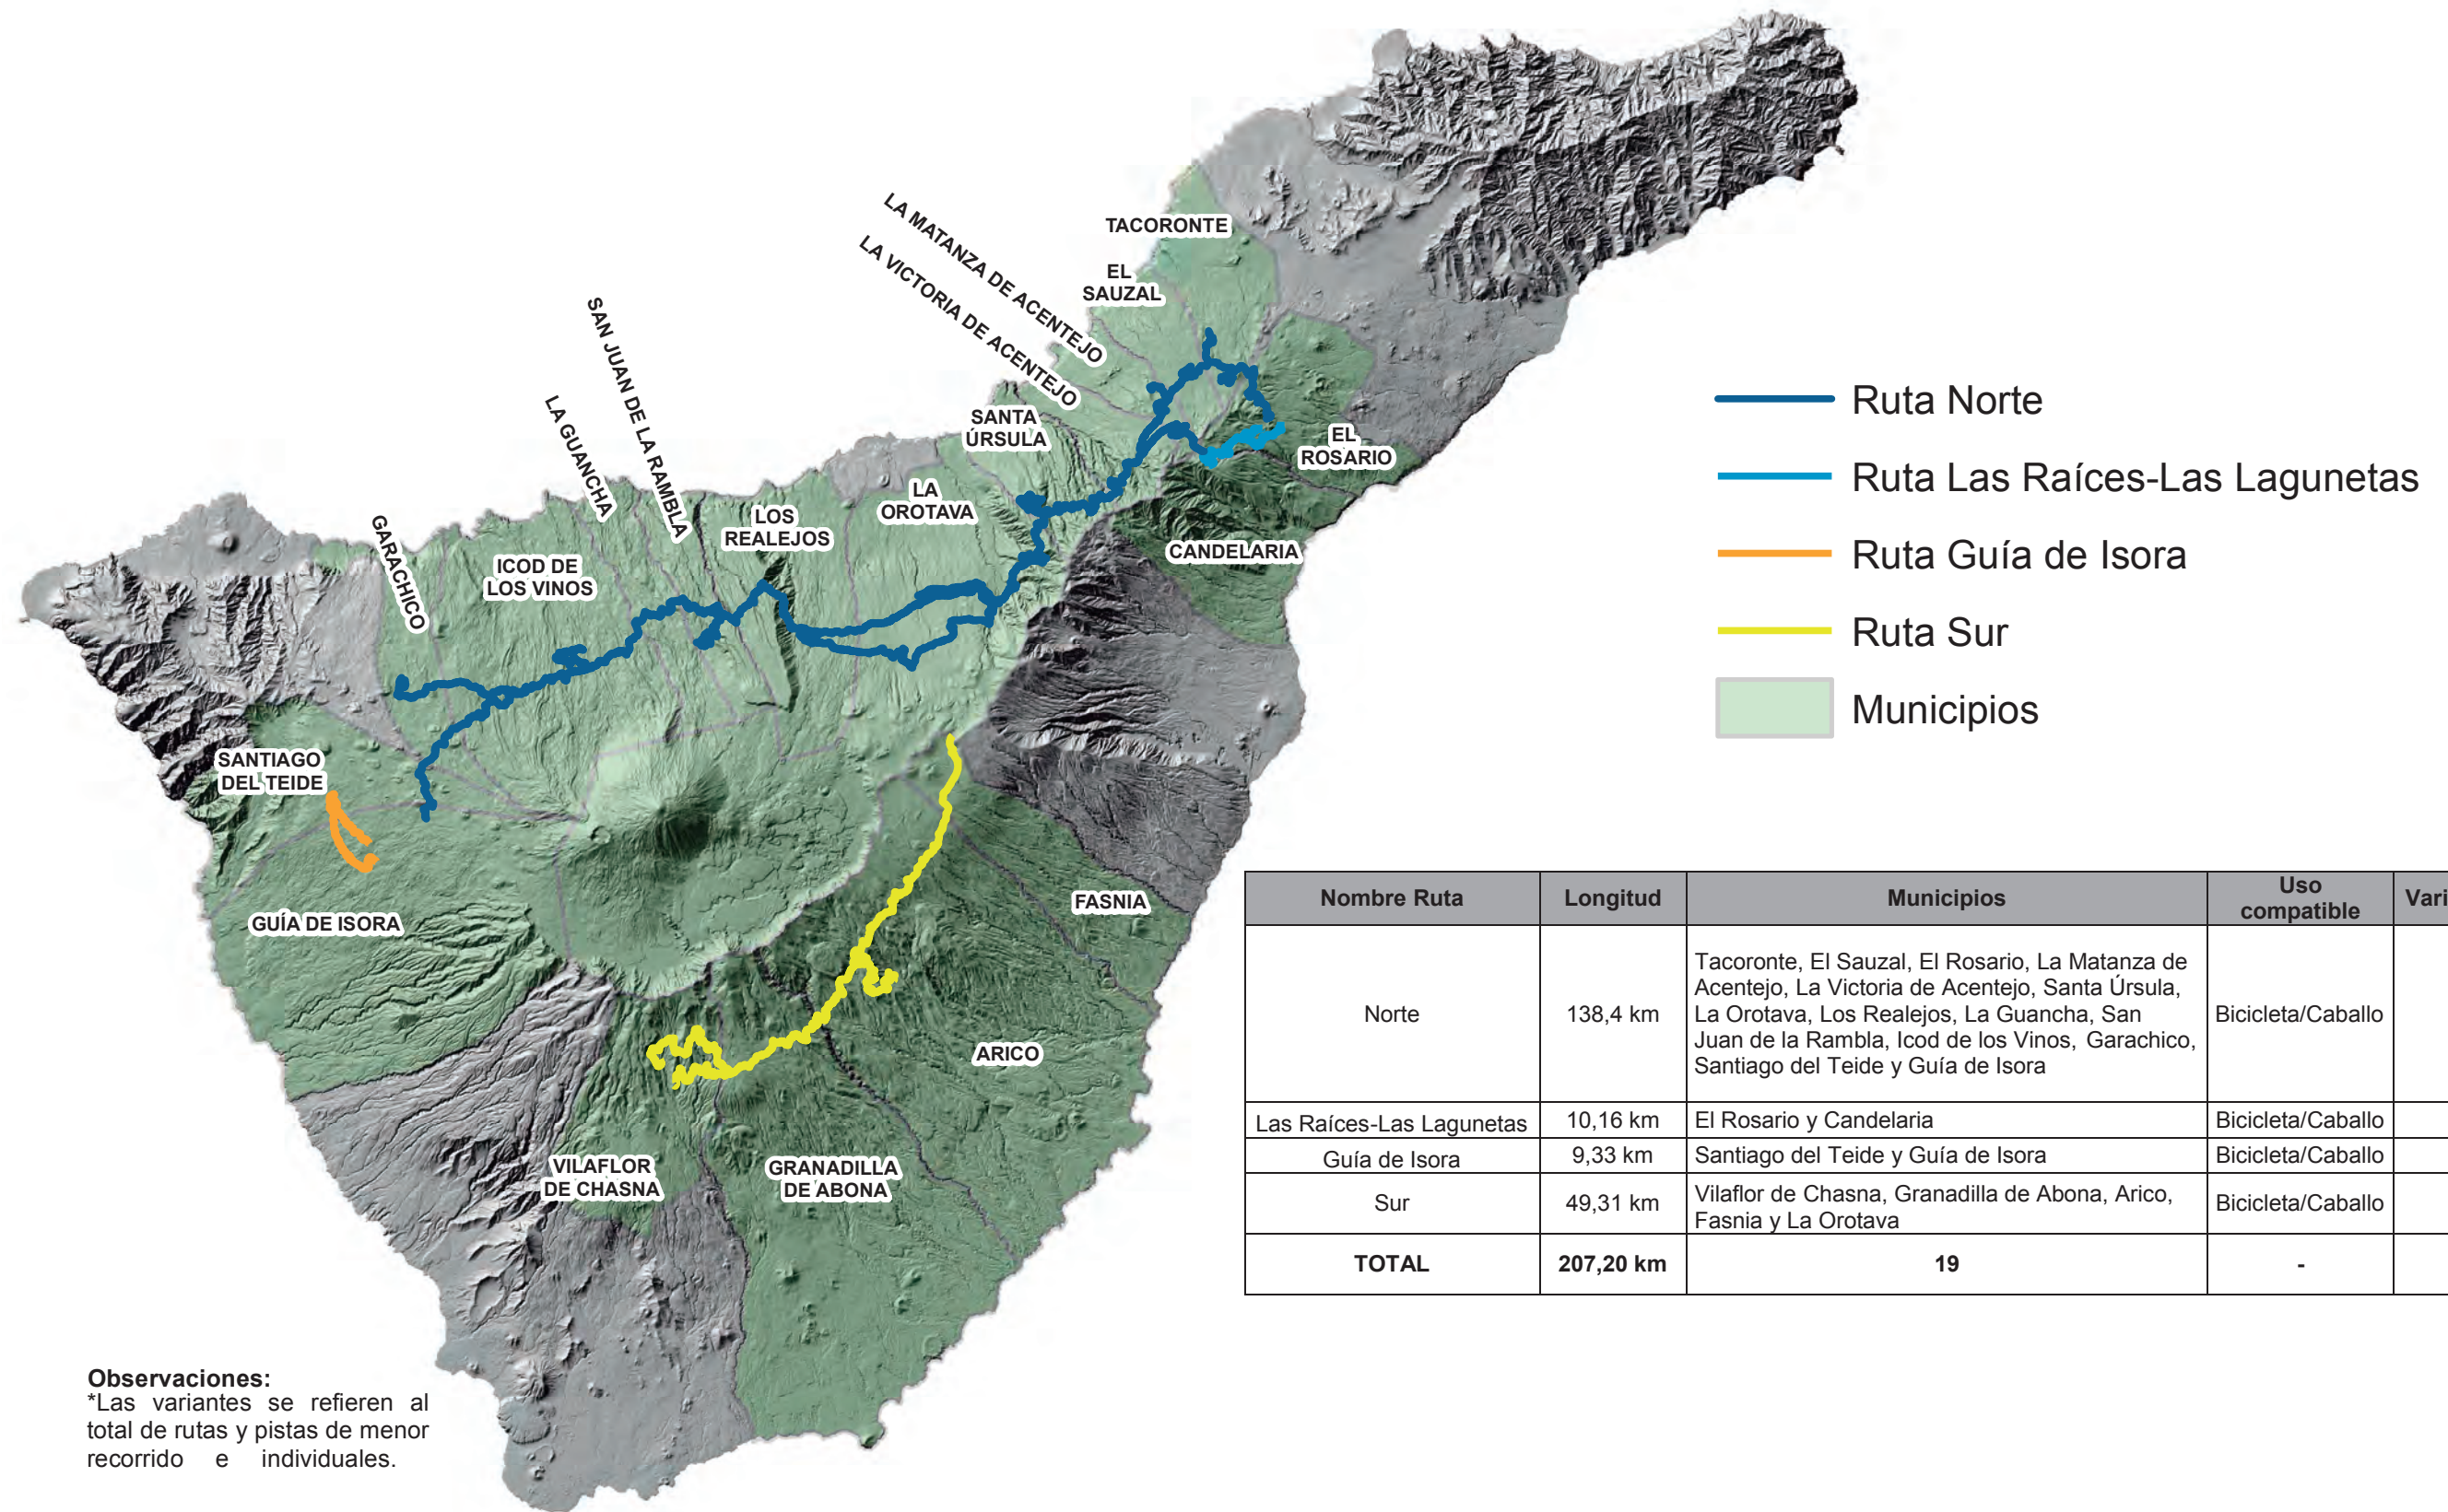 TACORONTE
LA MATANZA DE ACENTEJO
EL
SAUZAL
LA VICTORIA DE ACENTEJO
SAN JUAN DE LA RAMBLA
LA GUANCHA
SANTA
ÚRSULA
EL
ROSARIO
LA
OROTAVA
LOS
REALEJOS
GARACHICO
ICOD DE
LOS VINOS
CANDELARIA
SANTIAGO
DEL TEIDE
GUÍA DE ISORA
FASNIA
ARICO
VILAFLOR
DE CHASNA
GRANADILLA
DE ABONA
Ruta Norte
Ruta Las Raíces-Las Lagunetas
Ruta Guía de Isora
Ruta Sur
Municipios
Nombre Ruta Longitud Municipios Uso compatible Vari
Norte 138,4 km Tacoronte, El Sauzal, El Rosario, La Matanza de
Acentejo, La Victoria de Acentejo, Santa Úrsula,
La Orotava, Los Realejos, La Guancha, San
Juan de la Rambla, Icod de los Vinos, Garachico,
Santiago del Teide y Guía de Isora
Bicicleta/Caballo
Las Raíces-Las Lagunetas 10,16 km El Rosario y Candelaria Bicicleta/Caballo
Guía de Isora 9,33 km Santiago del Teide y Guía de Isora Bicicleta/Caballo
Sur 49,31 km Vilaflor de Chasna, Granadilla de Abona, Arico,
Fasnia y La Orotava
Bicicleta/Caballo
TOTAL 207,20 km 19 -
Observaciones:
*Las variantes se refieren al
total de rutas y pistas de menor
recorrido e individuales.